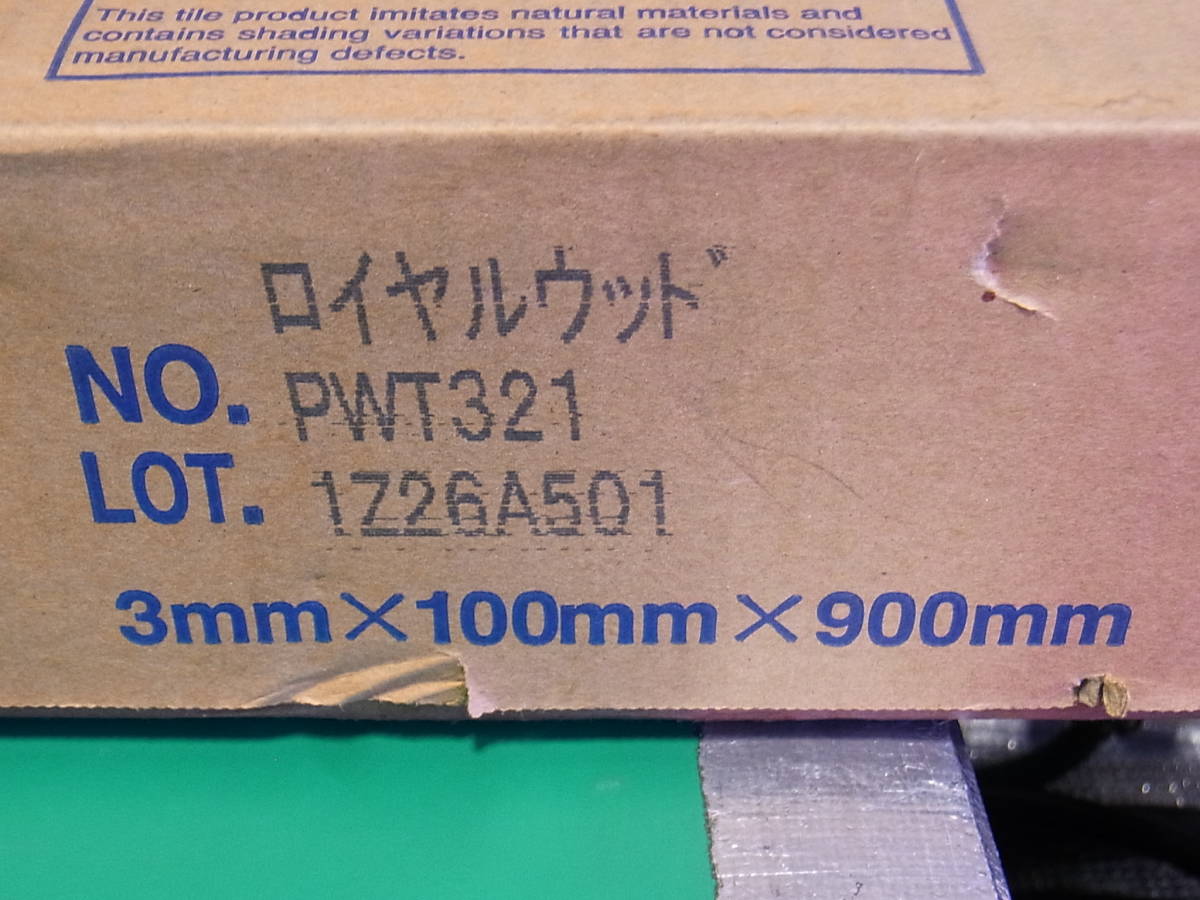 This tile product imitates natural materials and
contains shading variations that are not considered
manufacturing defects.
ロイヤルウッド
NO. PWT321
LOT. 1Z26A501
3mm×100mm×900mm